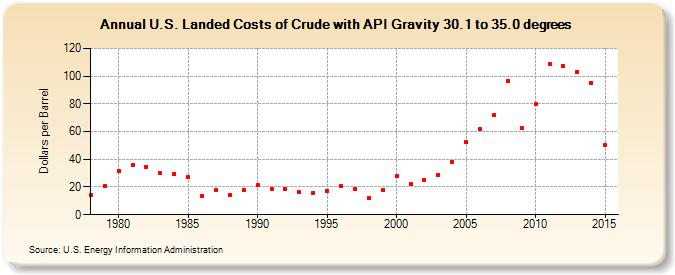 Annual U.S. Landed Costs of Crude with API Gravity 30.1 to 35.0 degrees
Dollars per Barrel
120
100
80
60
40
20
0
1980 1985 1990 1995 2000 2005 2010 2015
Source: U.S. Energy Information Administration